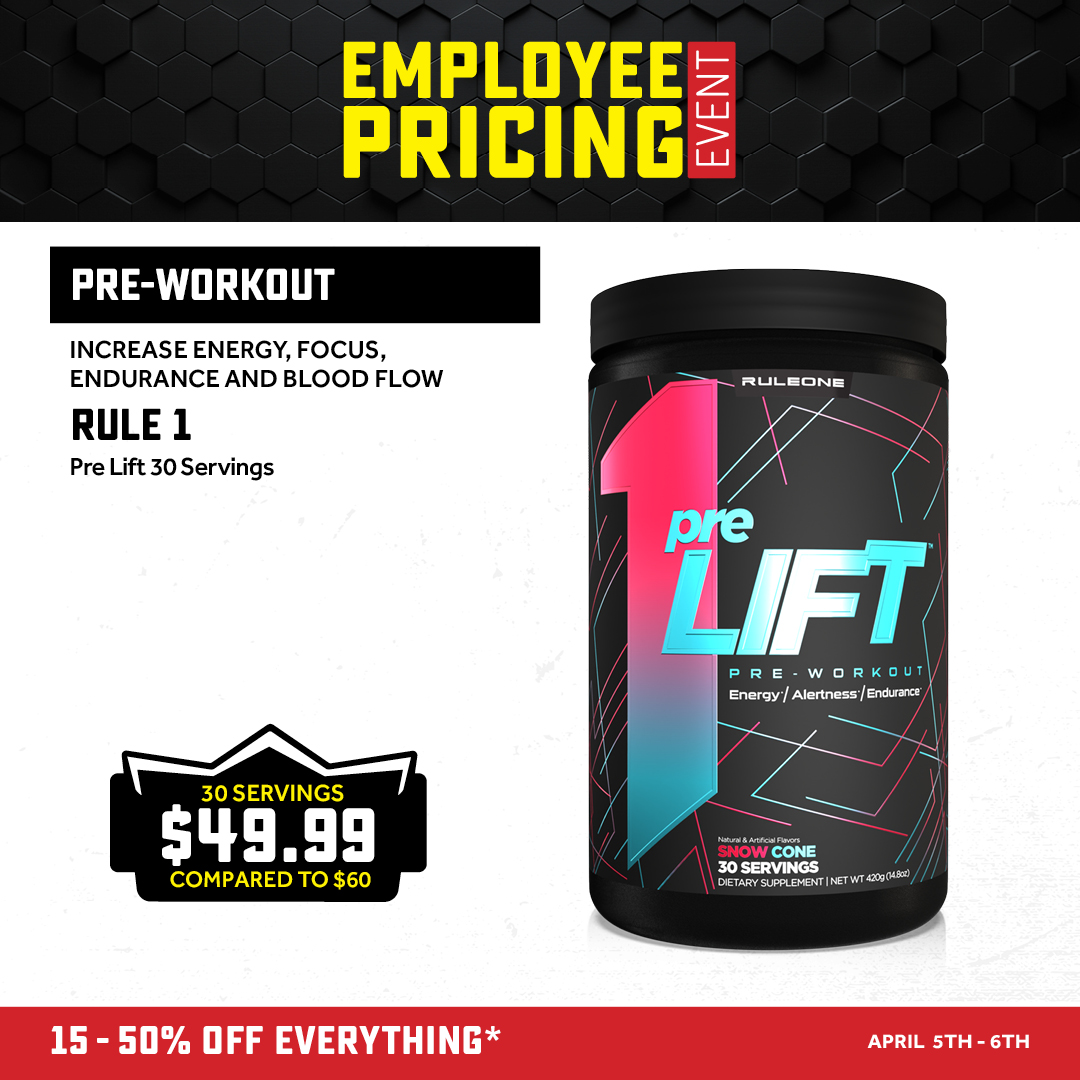 EMPLOYEE
PRICING
EVENT
PRE-WORKOUT
INCREASE ENERGY, FOCUS,
ENDURANCE AND BLOOD FLOW
RULE 1
Pre Lift 30 Servings
30 SERVINGS
$49.99
COMPARED TO $60
RULEONE
1
pre
LIFT™
PRE-WORKOUT
Energy*/Alertness*/Endurance*
Natural & Artificial Flavors
SNOW CONE
30 SERVINGS
DIETARY SUPPLEMENT | NET WT 420g (14.8oz)
15 - 50% OFF EVERYTHING*
APRIL 5TH - 6TH